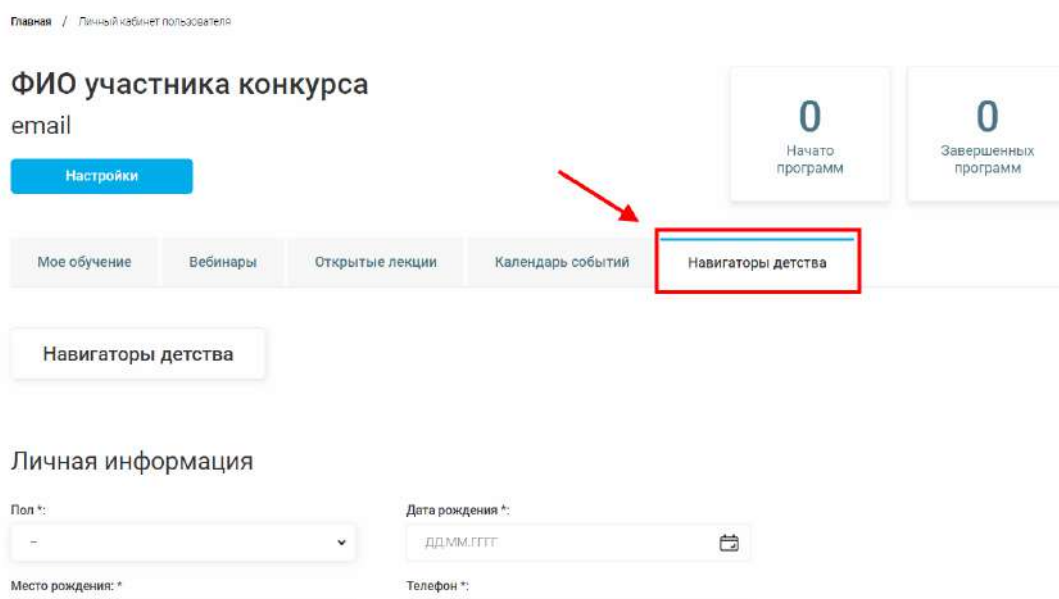 Главная / Личный кабинет пользователя
ФИО участника конкурса
email
Настройки
0
Начато
программ
0
Завершенных
программ
Мое обучение Вебинары Открытые лекции Календарь событий Навигаторы детства
Навигаторы детства
Личная информация
Пол *: Дата рождения *:
– ДД.ММ.ГГГГ
Место рождения: * Телефон *: